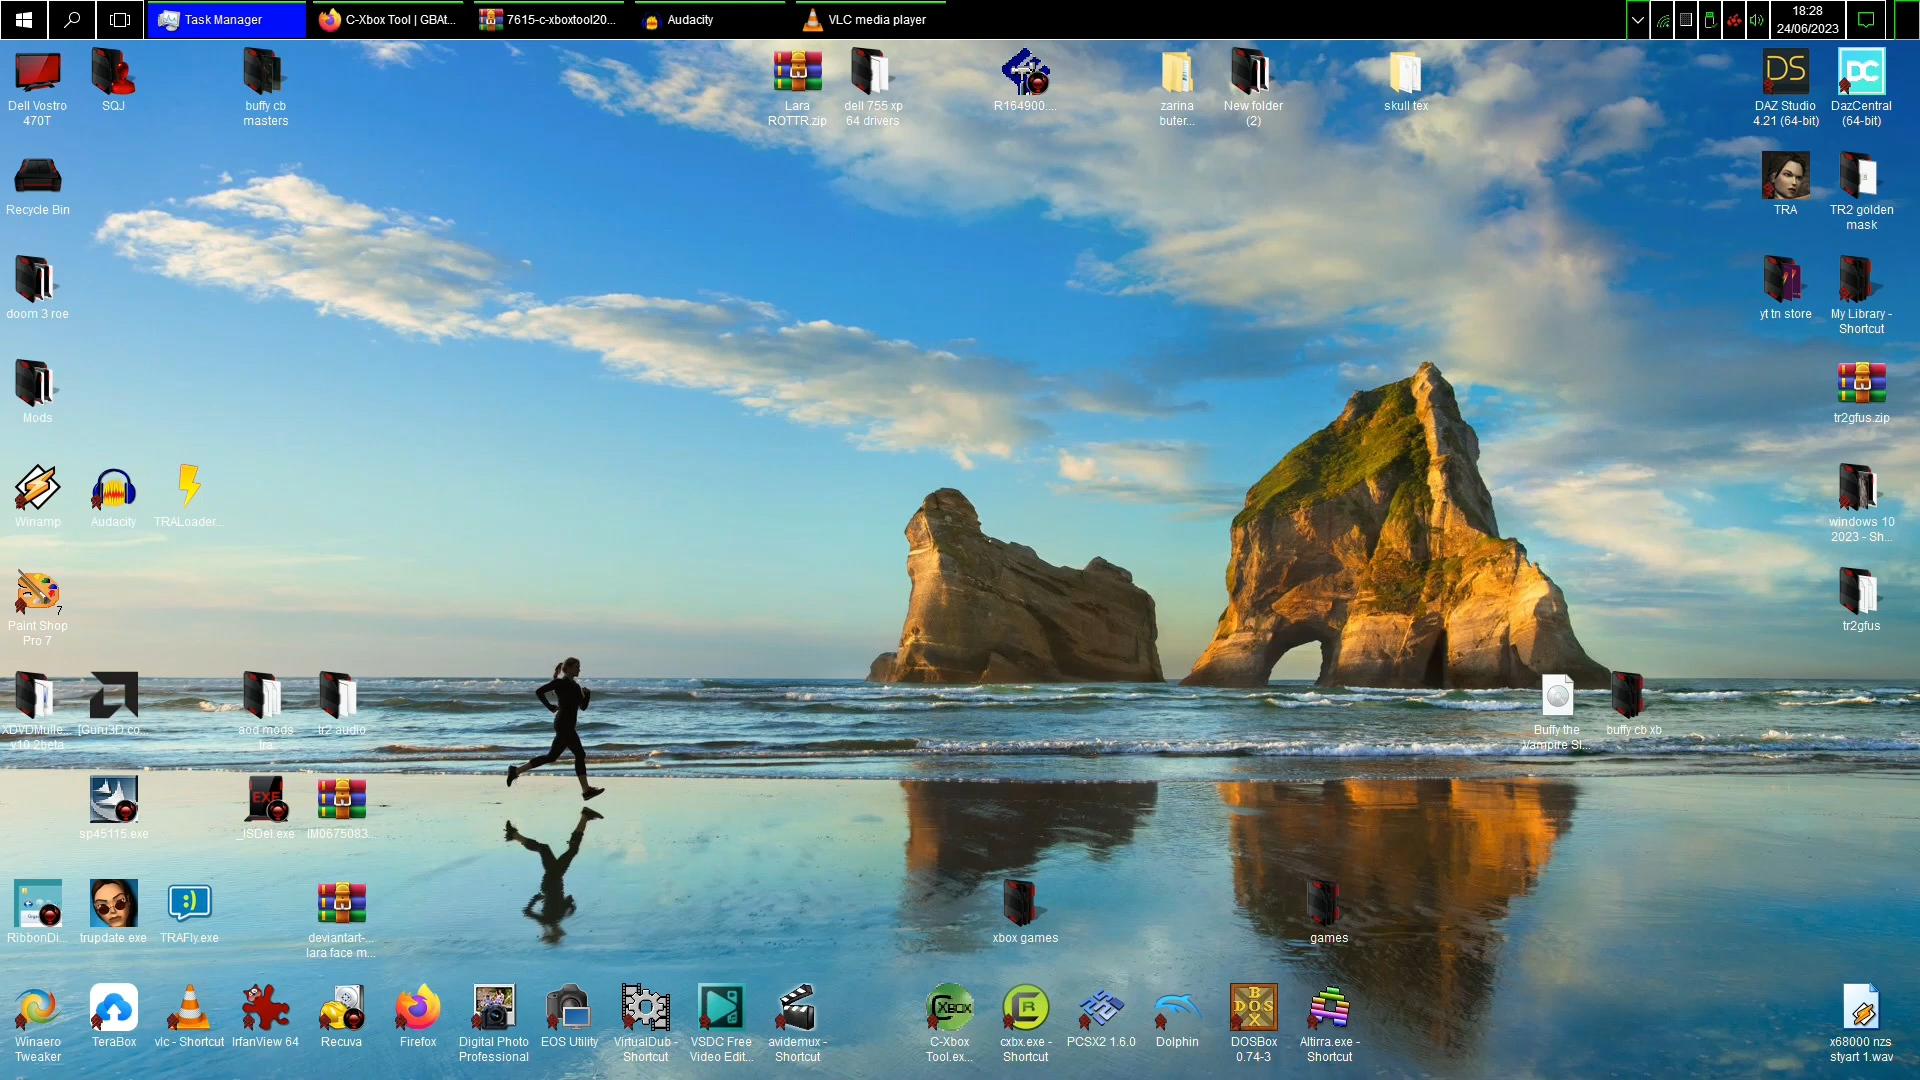 Task Manager
C-Xbox Tool | GBAt...
7615-c-xboxtool20...
Audacity
VLC media player
18:28
24/06/2023
Dell Vostro
470T
SQJ
buffy cb
masters
Lara
ROTTR.zip
dell 755 xp
64 drivers
R164900....
zarina
buter...
New folder
(2)
skull tex
DAZ Studio
4.21 (64-bit)
DazCentral
(64-bit)
Recycle Bin
TRA
TR2 golden
mask
doom 3 roe
yt tn store
My Library -
Shortcut
Mods
tr2gfus.zip
Winamp
Audacity
TRALoader...
windows 10
2023 - Sh...
Paint Shop
Pro 7
tr2gfus
XDVDMulle...
v10.2beta
[Guru3D.co...
aod mods
tra
tr2 audio
Buffy the
Vampire Sl...
buffy cb xb
sp45115.exe
_ISDel.exe
IM0675083...
RibbonDi...
trupdate.exe
TRAFly.exe
deviantart-...
lara face m...
xbox games
games
Winaero
Tweaker
TeraBox
vlc - Shortcut
IrfanView 64
Recuva
Firefox
Digital Photo
Professional
EOS Utility
VirtualDub -
Shortcut
VSDC Free
Video Edit...
avidemux -
Shortcut
C-Xbox
Tool.ex...
cxbx.exe -
Shortcut
PCSX2 1.6.0
Dolphin
DOSBox
0.74-3
Altirra.exe -
Shortcut
x68000 nzs
styart 1.wav